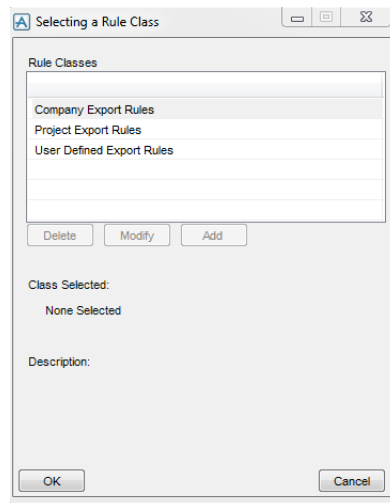 Selecting a Rule Class
Rule Classes
Company Export Rules
Project Export Rules
User Defined Export Rules
Delete Modify Add
Class Selected:
None Selected
Description:
OK Cancel